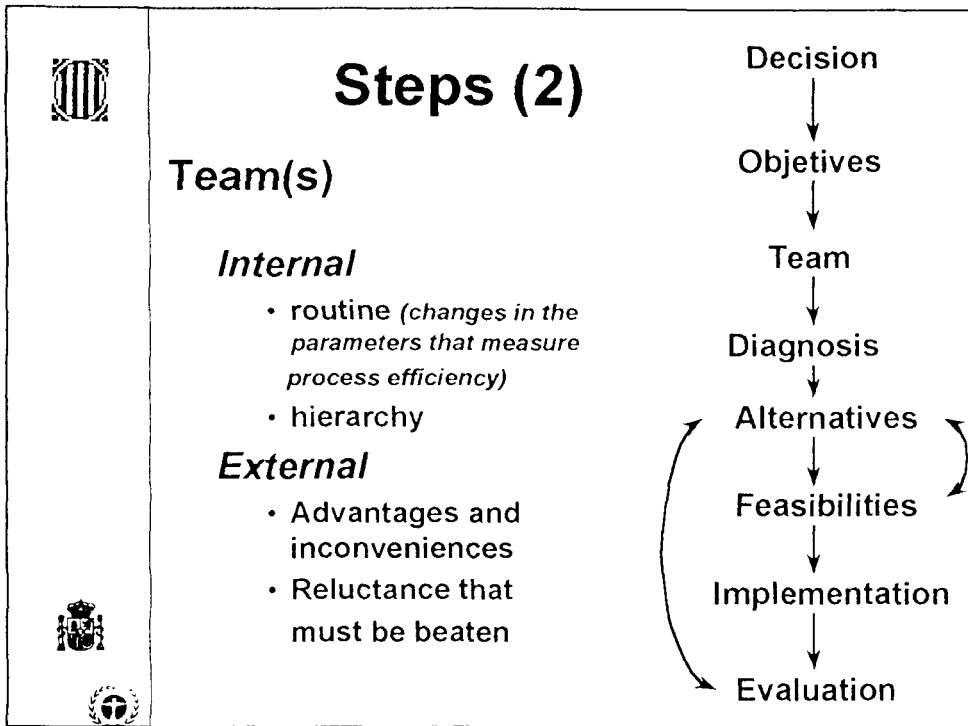 Steps (2)
Team(s)
Internal
• routine (changes in the
parameters that measure
process efficiency)
• hierarchy
External
• Advantages and
inconveniences
• Reluctance that
must be beaten
Decision
Objetives
Team
Diagnosis
Alternatives
Feasibilities
Implementation
Evaluation